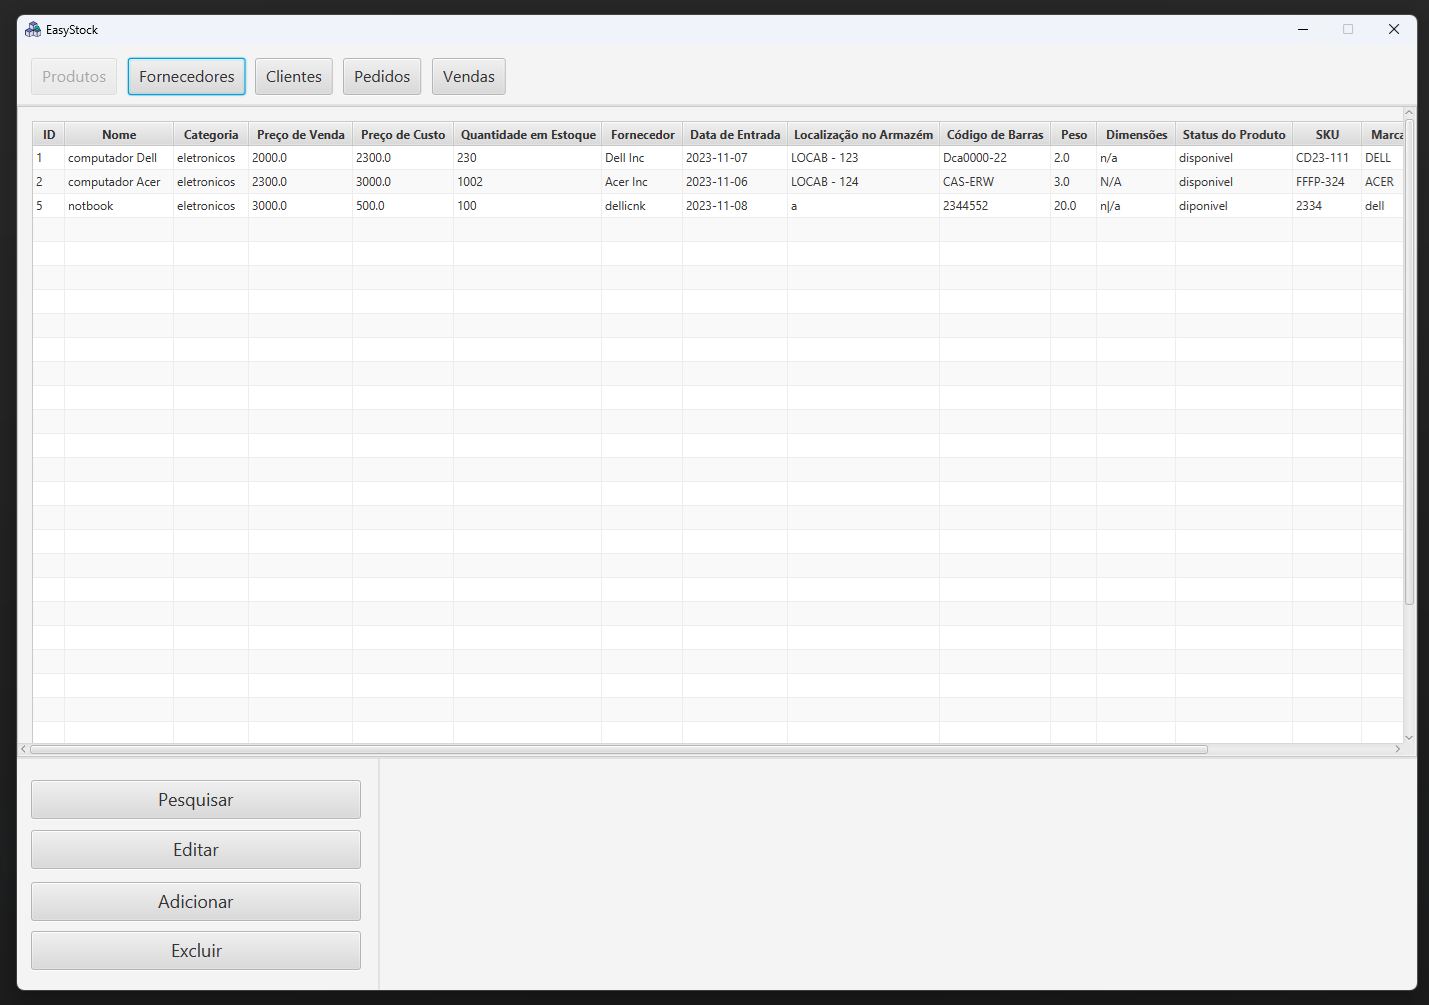 EasyStock
Produtos Fornecedores Clientes Pedidos Vendas
ID Nome Categoria Preço de Venda Preço de Custo Quantidade em Estoque Fornecedor Data de Entrada Localização no Armazém Código de Barras Peso Dimensões Status do Produto SKU Marca
1 computador Dell eletronicos 2000.0 2300.0 230 Dell Inc 2023-11-07 LOCAB - 123 Dca0000-22 2.0 n/a disponivel CD23-111 DELL
2 computador Acer eletronicos 2300.0 3000.0 1002 Acer Inc 2023-11-06 LOCAB - 124 CAS-ERW 3.0 N/A disponivel FFFP-324 ACER
5 notbook eletronicos 3000.0 500.0 100 dellicnk 2023-11-08 a 2344552 20.0 n|/a diponivel 2334 dell
Pesquisar
Editar
Adicionar
Excluir